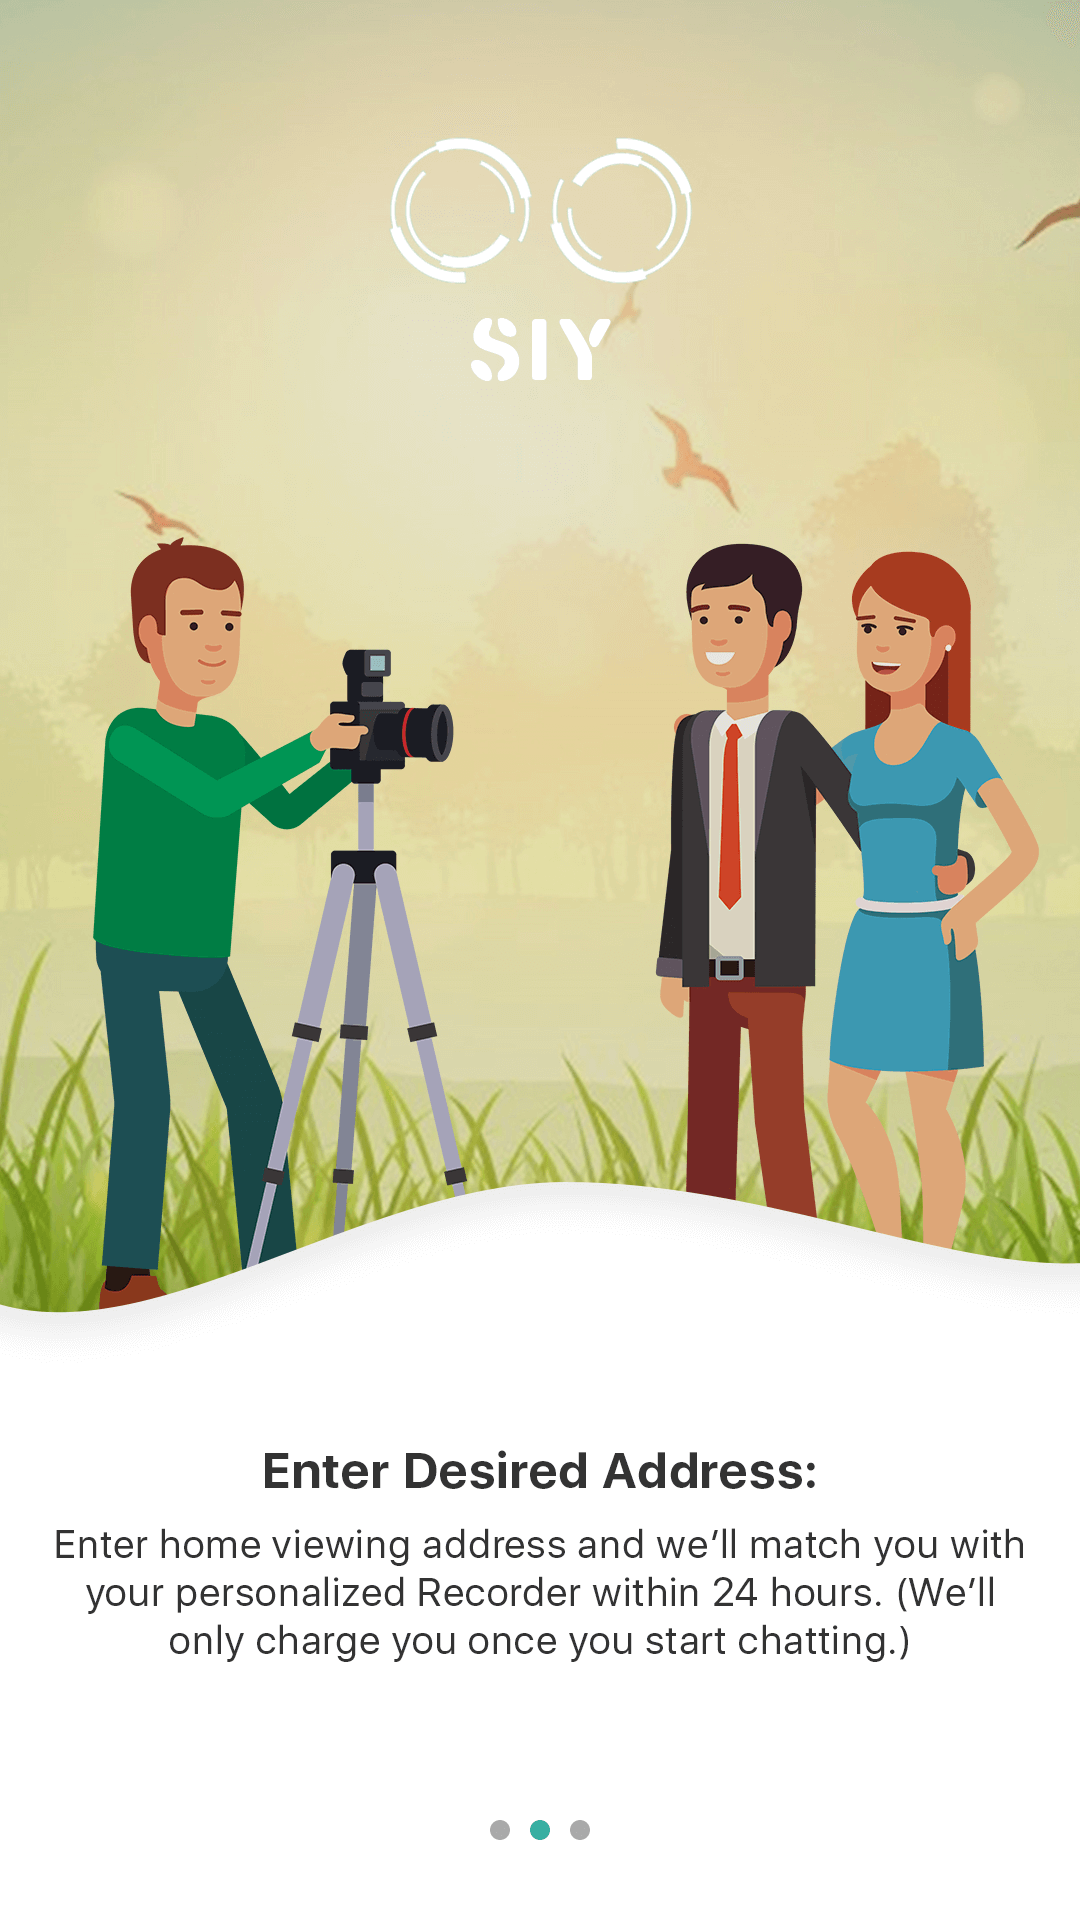 SIY
Enter Desired Address:
Enter home viewing address and we’ll match you with
your personalized Recorder within 24 hours. (We’ll
only charge you once you start chatting.)